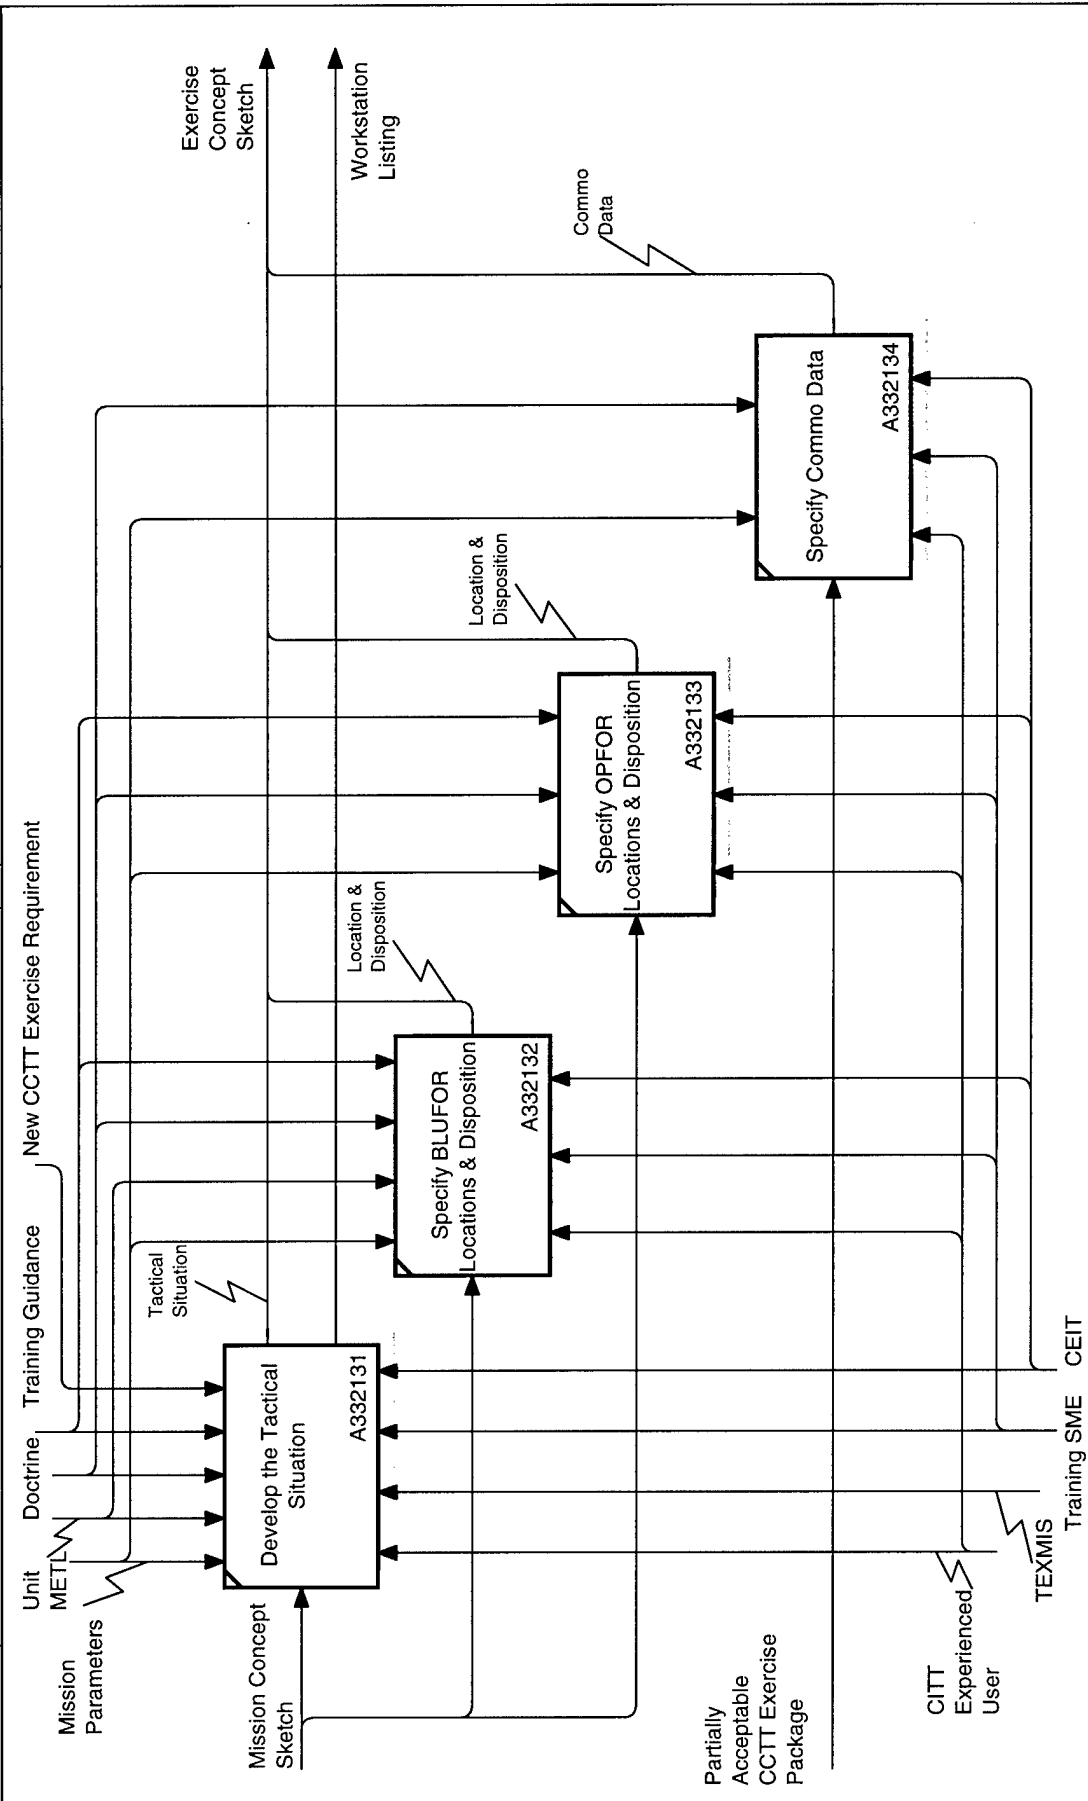 Mission
Parameters
Unit
METL
Doctrine
Training Guidance
New CCTT Exercise Requirement
Mission Concept
Sketch
Develop the Tactical
Situation
A332131
Tactical
Situation
Specify BLUFOR
Locations & Disposition
A332132
Location &
Disposition
Specify OPFOR
Locations & Disposition
A332133
Location &
Disposition
Specify Commo Data
A332134
Commo
Data
Exercise
Concept
Sketch
Workstation
Listing
Partially
Acceptable
CCTT Exercise
Package
CITT
Experienced
User
TEXMIS
Training SME
CEIT